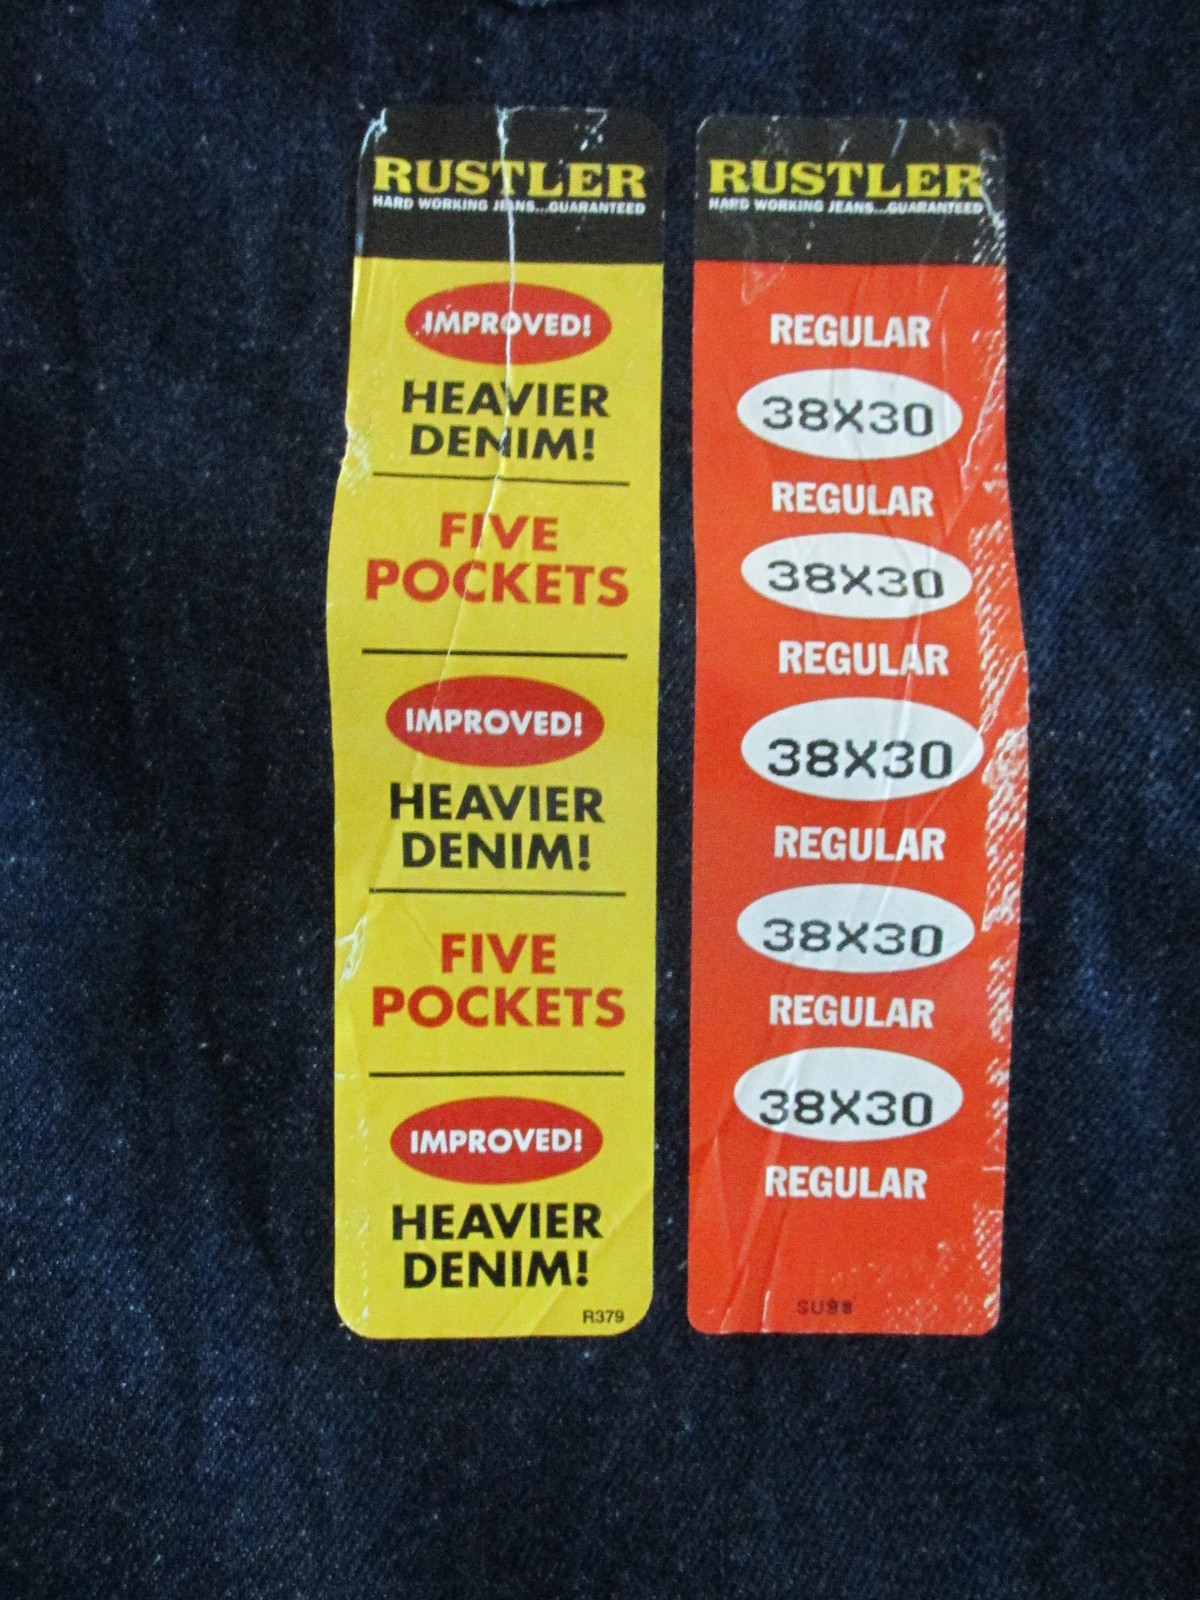 RUSTLER
HARD WORKING JEANS...GUARANTEED
IMPROVED!
HEAVIER
DENIM!
FIVE
POCKETS
IMPROVED!
HEAVIER
DENIM!
FIVE
POCKETS
IMPROVED!
HEAVIER
DENIM!
R379
RUSTLER
HARD WORKING JEANS...GUARANTEED
REGULAR
38X30
REGULAR
38X30
REGULAR
38X30
REGULAR
38X30
REGULAR
38X30
REGULAR